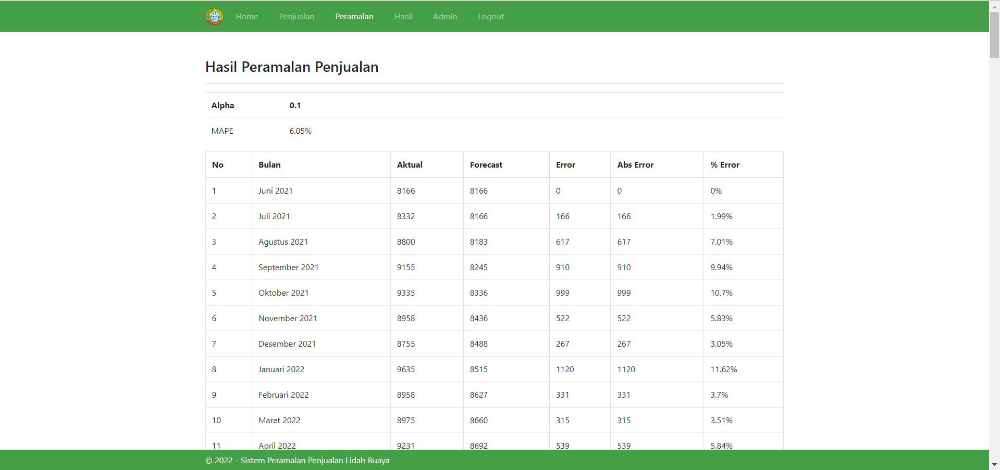 Home Penjualan Peramalan Hasil Admin Logout
Hasil Peramalan Penjualan
Alpha 0.1
MAPE 6.05%
No Bulan Aktual Forecast Error Abs Error % Error
1 Juni 2021 8166 8166 0 0 0%
2 Juli 2021 8332 8166 166 166 1.99%
3 Agustus 2021 8800 8183 617 617 7.01%
4 September 2021 9155 8245 910 910 9.94%
5 Oktober 2021 9335 8336 999 999 10.7%
6 November 2021 8958 8436 522 522 5.83%
7 Desember 2021 8755 8488 267 267 3.05%
8 Januari 2022 9635 8515 1120 1120 11.62%
9 Februari 2022 8958 8627 331 331 3.7%
10 Maret 2022 8975 8660 315 315 3.51%
11 April 2022 9231 8692 539 539 5.84%
© 2022 - Sistem Peramalan Penjualan Lidah Buaya